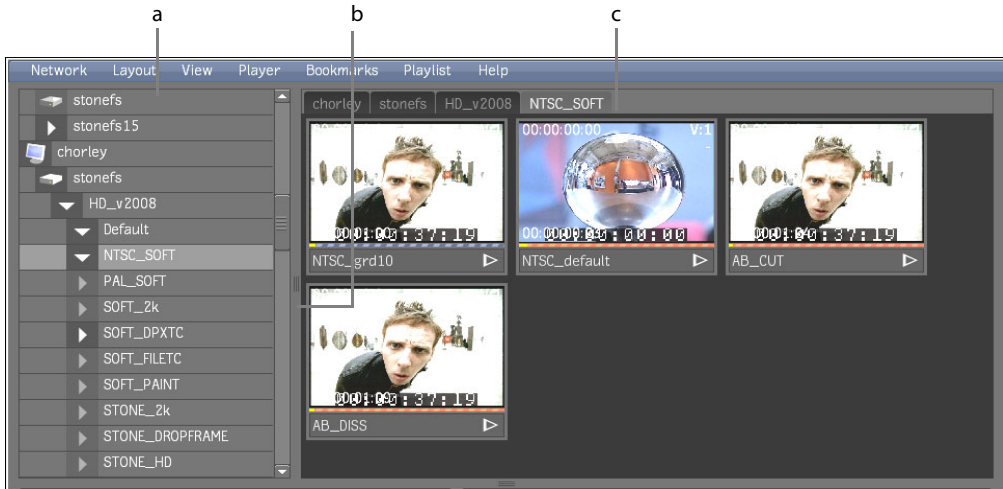 a b c
Network Layout View Player Bookmarks Playlist Help
stonefs
stonefs15
chorley
stonefs
HD_v2008
Default
NTSC_SOFT
PAL_SOFT
SOFT_2k
SOFT_DPXTC
SOFT_FILETC
SOFT_PAINT
STONE_2k
STONE_DROPFRAME
STONE_HD
chorley stonefs HD_v2008 NTSC_SOFT
00:00:00:00 V:1
NTSC_grd10 NTSC_default AB_CUT
AB_DISS